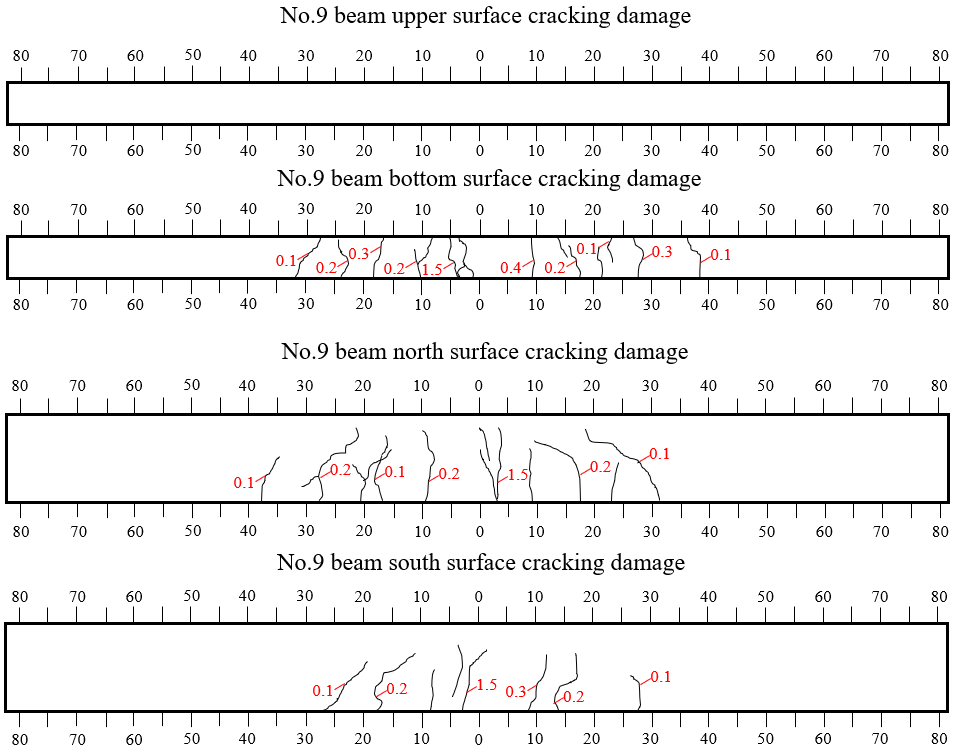 No.9 beam upper surface cracking damage
80 70 60 50 40 30 20 10 0 10 20 30 40 50 60 70 80
80 70 60 50 40 30 20 10 0 10 20 30 40 50 60 70 80
No.9 beam bottom surface cracking damage
80 70 60 50 40 30 20 10 0 10 20 30 40 50 60 70 80
0.1 0.2 0.3 0.2 1.5 0.4 0.2 0.1 0.3 0.1
80 70 60 50 40 30 20 10 0 10 20 30 40 50 60 70 80
No.9 beam north surface cracking damage
80 70 60 50 40 30 20 10 0 10 20 30 40 50 60 70 80
0.1 0.2 0.1 0.2 1.5 0.2 0.1
80 70 60 50 40 30 20 10 0 10 20 30 40 50 60 70 80
No.9 beam south surface cracking damage
80 70 60 50 40 30 20 10 0 10 20 30 40 50 60 70 80
0.1 0.2 1.5 0.3 0.2 0.1
80 70 60 50 40 30 20 10 0 10 20 30 40 50 60 70 80